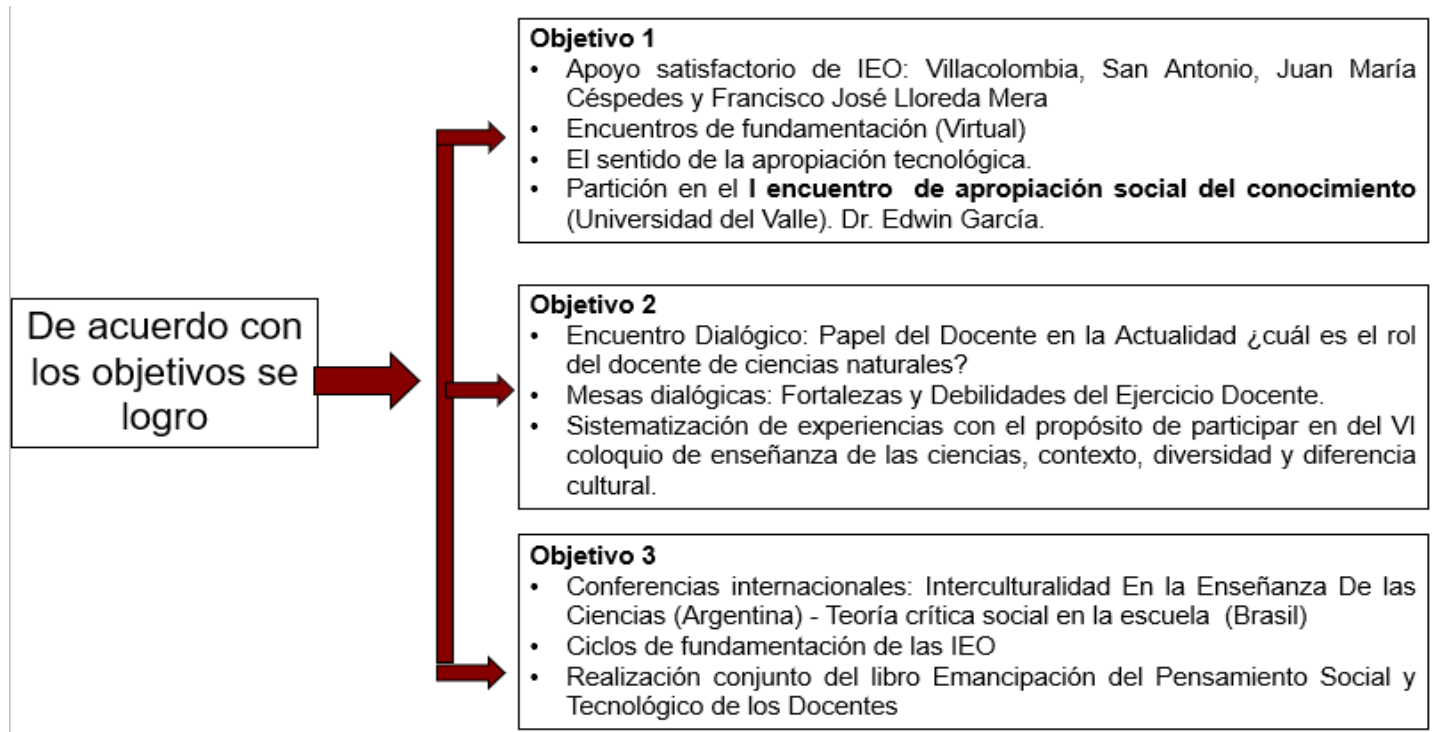 De acuerdo con
los objetivos se
logro
Objetivo 1
• Apoyo satisfactorio de IEO: Villacolombia, San Antonio, Juan María
Céspedes y Francisco José Lloreda Mera
• Encuentros de fundamentación (Virtual)
• El sentido de la apropiación tecnológica.
• Partición en el I encuentro de apropiación social del conocimiento
(Universidad del Valle). Dr. Edwin García.
Objetivo 2
• Encuentro Dialógico: Papel del Docente en la Actualidad ¿cuál es el rol
del docente de ciencias naturales?
• Mesas dialógicas: Fortalezas y Debilidades del Ejercicio Docente.
• Sistematización de experiencias con el propósito de participar en del VI
coloquio de enseñanza de las ciencias, contexto, diversidad y diferencia
cultural.
Objetivo 3
• Conferencias internacionales: Interculturalidad En la Enseñanza De las
Ciencias (Argentina) - Teoría crítica social en la escuela (Brasil)
• Ciclos de fundamentación de las IEO
• Realización conjunto del libro Emancipación del Pensamiento Social y
Tecnológico de los Docentes